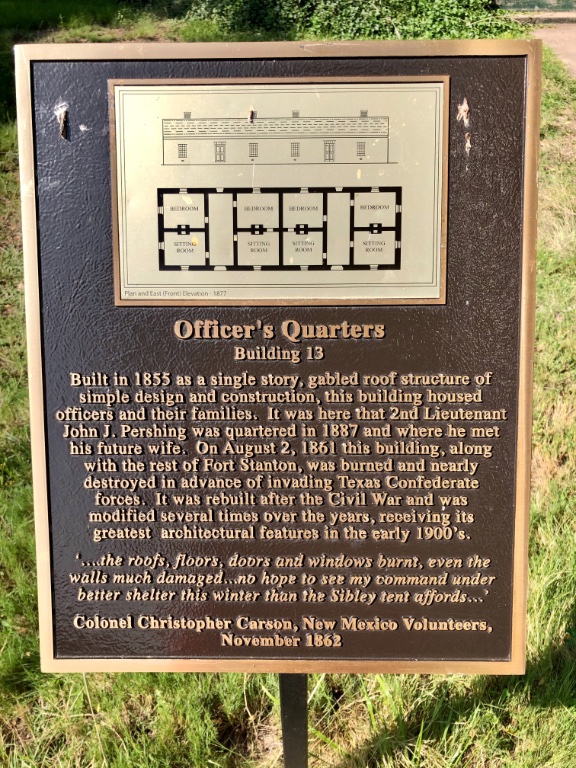 BEDROOM BEDROOM BEDROOM BEDROOM
SITTING ROOM SITTING ROOM SITTING ROOM SITTING ROOM
Plan and East (Front) Elevation - 1877
Officer's Quarters
Building 13
Built in 1855 as a single story, gabled roof structure of
simple design and construction, this building housed
officers and their families. It was here that 2nd Lieutenant
John J. Pershing was quartered in 1887 and where he met
his future wife. On August 2, 1861 this building, along
with the rest of Fort Stanton, was burned and nearly
destroyed in advance of invading Texas Confederate
forces. It was rebuilt after the Civil War and was
modified several times over the years, receiving its
greatest architectural features in the early 1900's.
'....the roofs, floors, doors and windows burnt, even the
walls much damaged...no hope to see my command under
better shelter this winter than the Sibley tent affords...'
Colonel Christopher Carson, New Mexico Volunteers,
November 1862